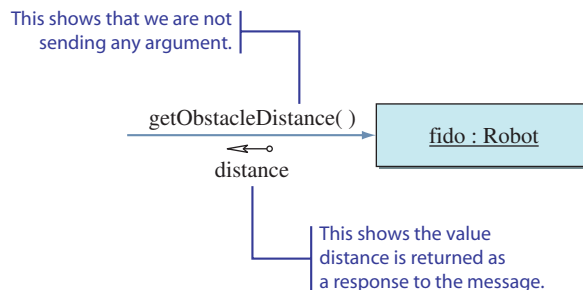 This shows that we are not
sending any argument.
getObstacleDistance( )
fido : Robot
distance
This shows the value
distance is returned as
a response to the message.